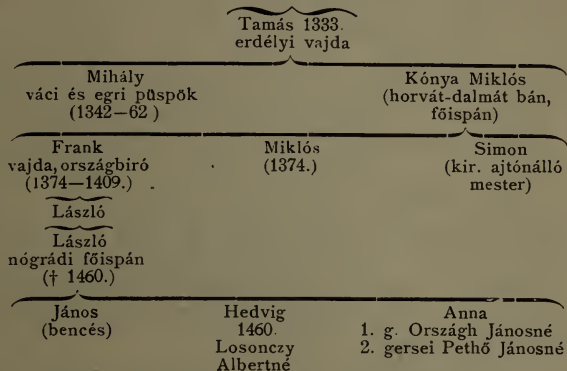 Tamás 1333.
erdélyi vajda
Mihály
váci és egri püspök
(1342—62)
Kónya Miklós
(horvát-dalmát bán,
főispán)
Frank
vajda, országbiró
(1374—1409.)
Miklós
(1374.)
Simon
(kir. ajtónálló
mester)
László
László
nógrádi főispán
(† 1460.)
János
(bencés)
Hedvig
1460.
Losonczy
Albertné
Anna
1. g. Országh Jánosné
2. gersei Pethő Jánosné